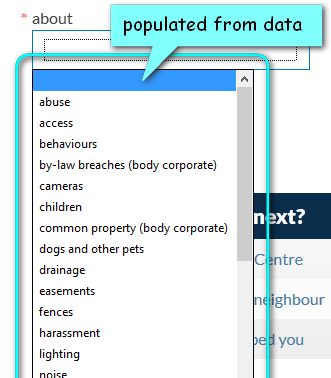 * about
populated from data
abuse
access
behaviours
by-law breaches (body corporate)
cameras
children
common property (body corporate)
dogs and other pets
drainage
easements
fences
harassment
lighting
noise
next?
Centre
neighbour
ped you